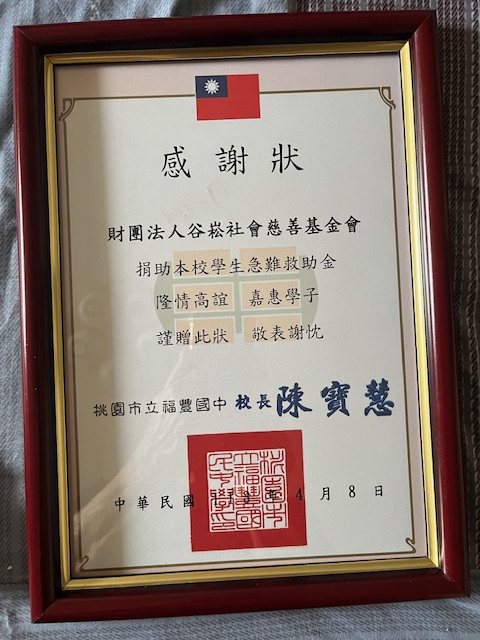 感謝狀
財團法人谷崧社會慈善基金會
捐助本校學生急難救助金
隆情高誼 嘉惠學子
謹贈此狀 敬表謝忱
桃園市立福豐國中 校長 陳寶慧
中華民國 年 4 月 8 日